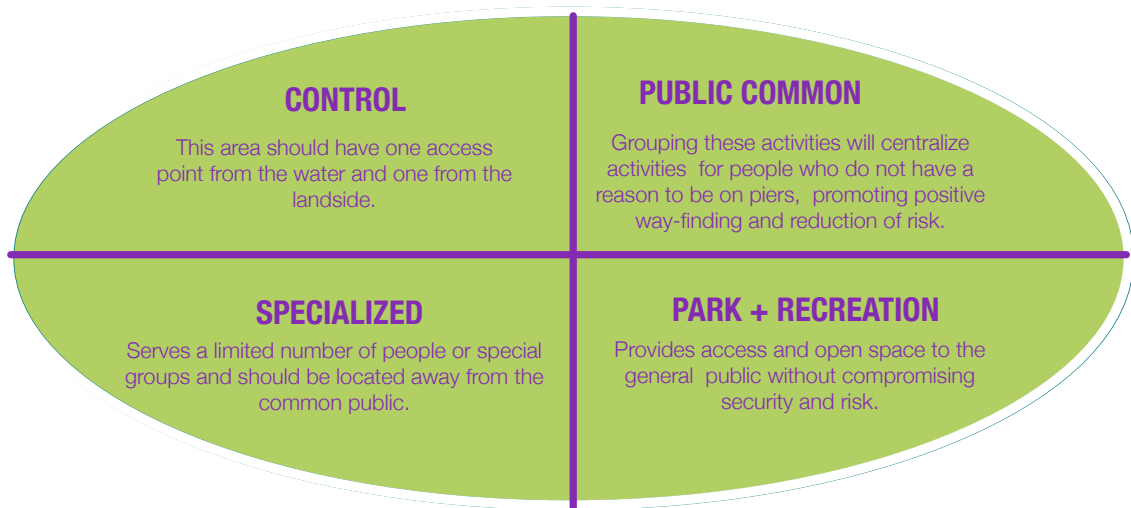 CONTROL
This area should have one access
point from the water and one from the
landside.
PUBLIC COMMON
Grouping these activities will centralize
activities for people who do not have a
reason to be on piers, promoting positive
way-finding and reduction of risk.
SPECIALIZED
Serves a limited number of people or special
groups and should be located away from the
common public.
PARK + RECREATION
Provides access and open space to the
general public without compromising
security and risk.